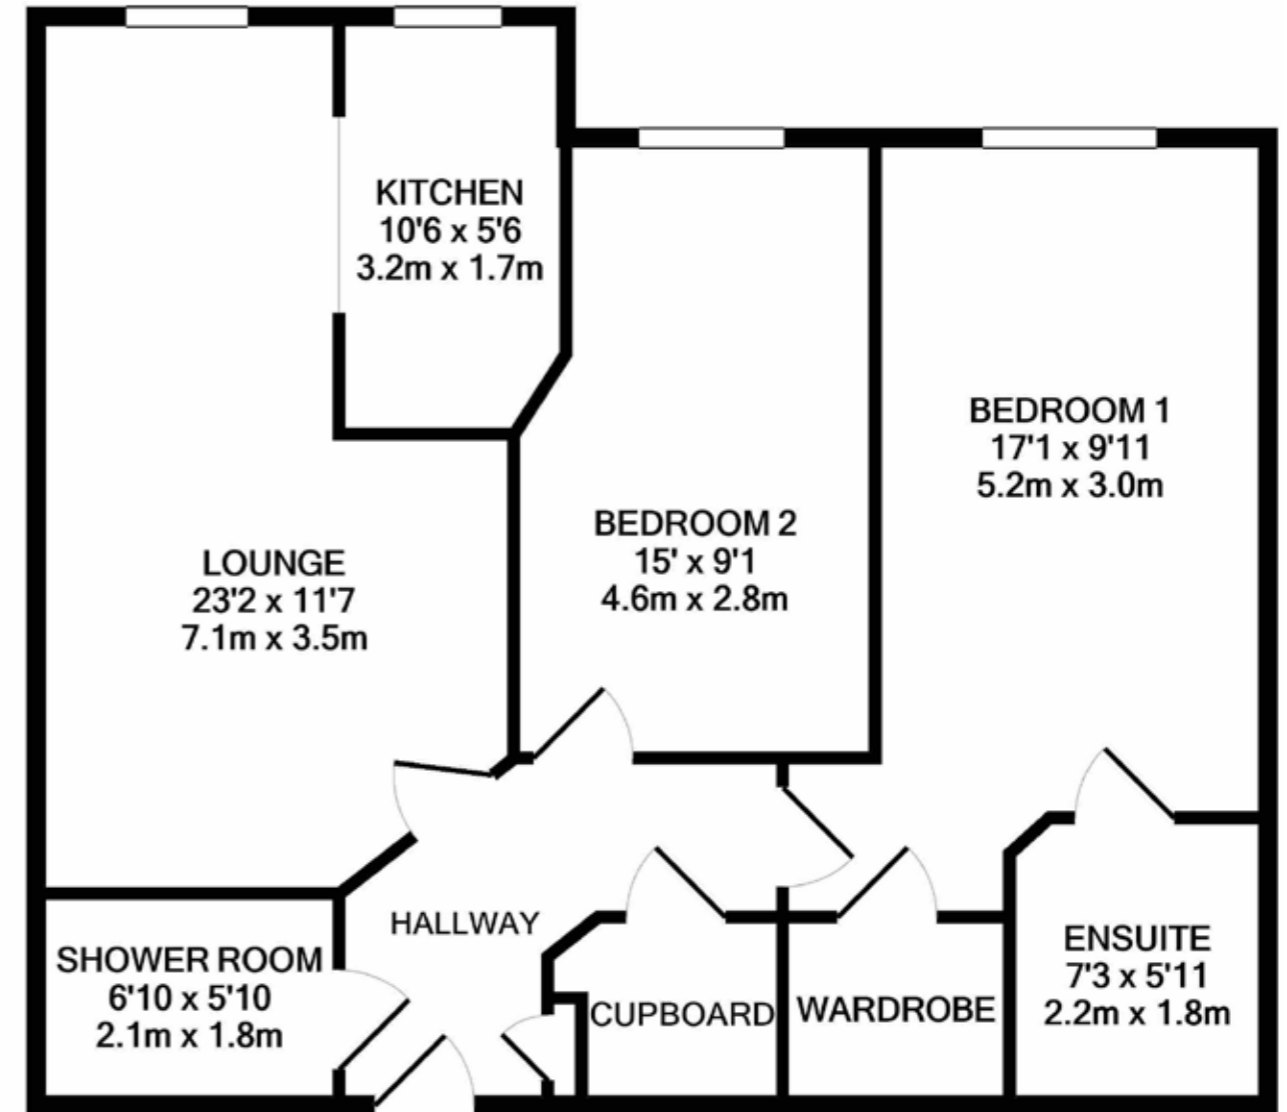 KITCHEN
10'6 x 5'6
3.2m x 1.7m
BEDROOM 1
17'1 x 9'11
5.2m x 3.0m
BEDROOM 2
15' x 9'1
4.6m x 2.8m
LOUNGE
23'2 x 11'7
7.1m x 3.5m
HALLWAY
SHOWER ROOM
6'10 x 5'10
2.1m x 1.8m
CUPBOARD
WARDROBE
ENSUITE
7'3 x 5'11
2.2m x 1.8m